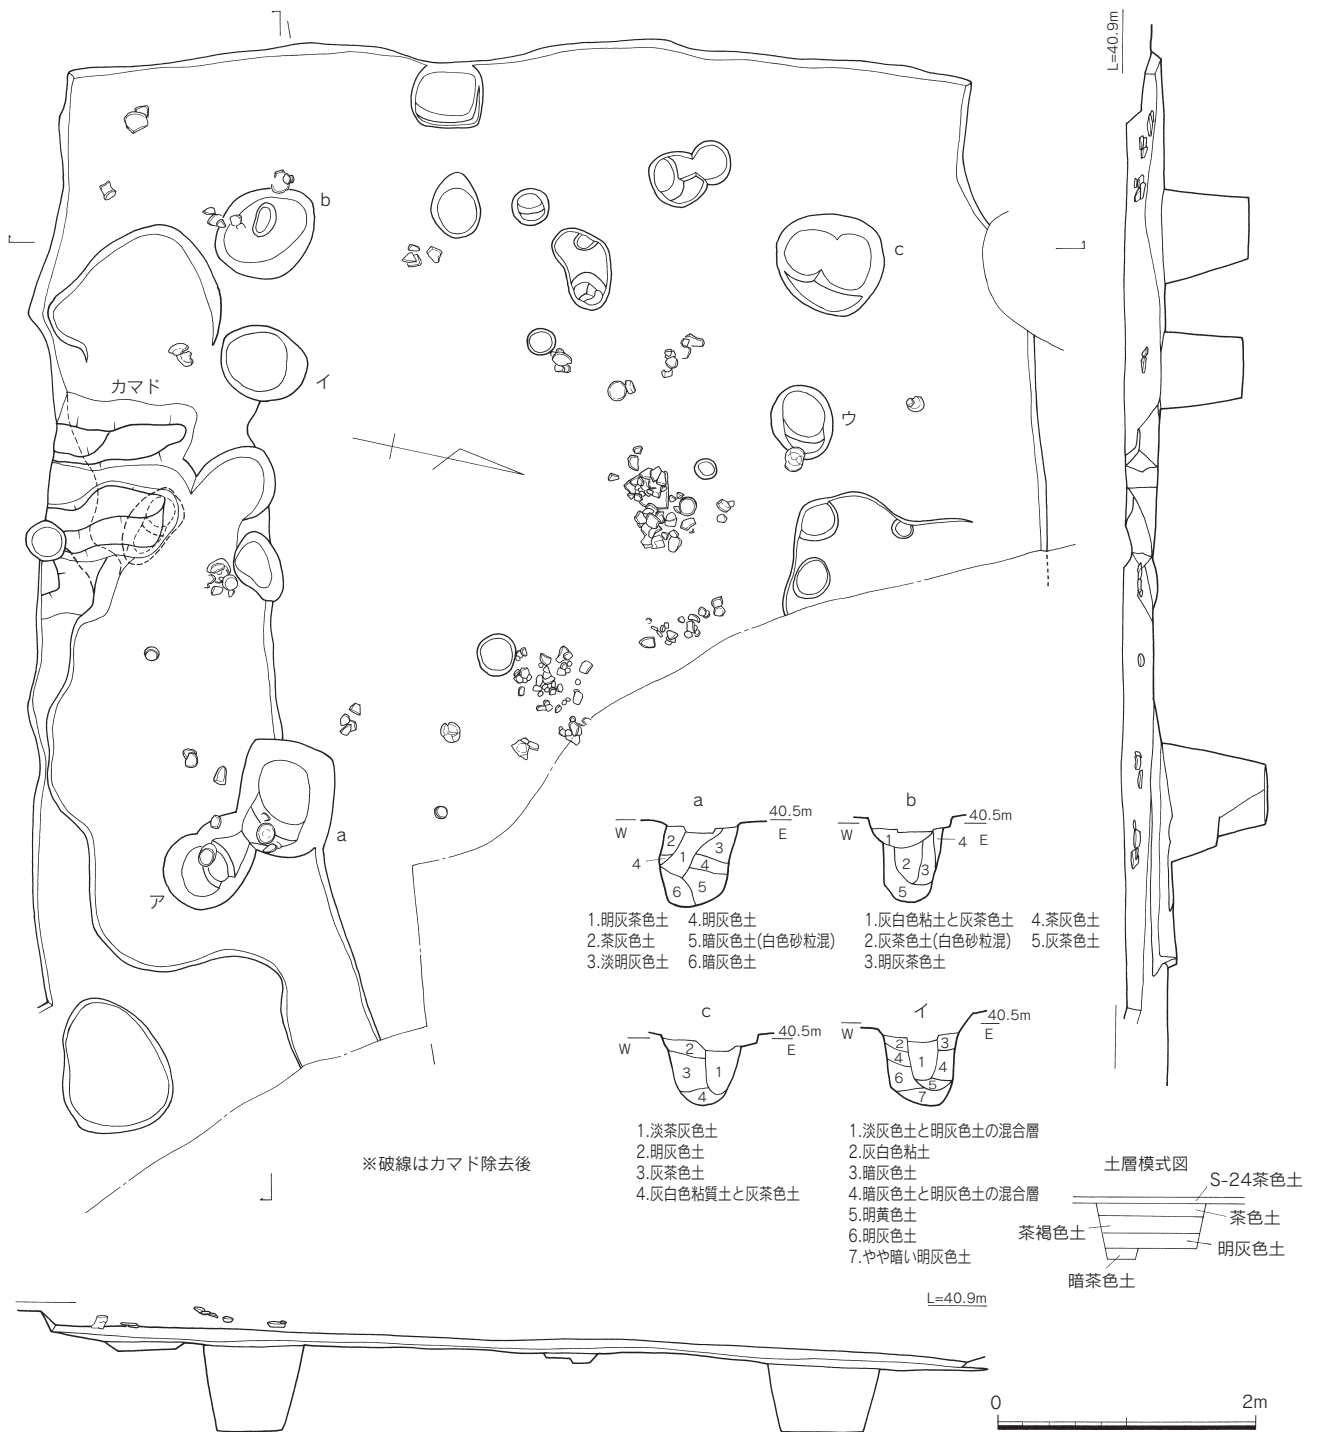 L=40.9m
b
c
イ
カマド
ウ
a
ア
a
40.5m
W
E
2
3
1
4
4
6
5
1.明灰茶色土
2.茶灰色土
3.淡明灰色土
4.明灰色土
5.暗灰色土(白色砂粒混)
6.暗灰色土
b
40.5m
W
E
1
4
2
3
5
1.灰白色粘土と灰茶色土
2.灰茶色土(白色砂粒混)
3.明灰茶色土
4.茶灰色土
5.灰茶色土
c
40.5m
W
E
2
3
1
4
1.淡茶灰色土
2.明灰色土
3.灰茶色土
4.灰白色粘質土と灰茶色土
イ
40.5m
W
E
2
3
4
1
4
6
5
7
1.淡灰色土と明灰色土の混合層
2.灰白色粘土
3.暗灰色土
4.暗灰色土と明灰色土の混合層
5.明黄色土
6.明灰色土
7.やや暗い明灰色土
※破線はカマド除去後
土層模式図
S-24茶色土
茶色土
茶褐色土
明灰色土
暗茶色土
L=40.9m
0
2m